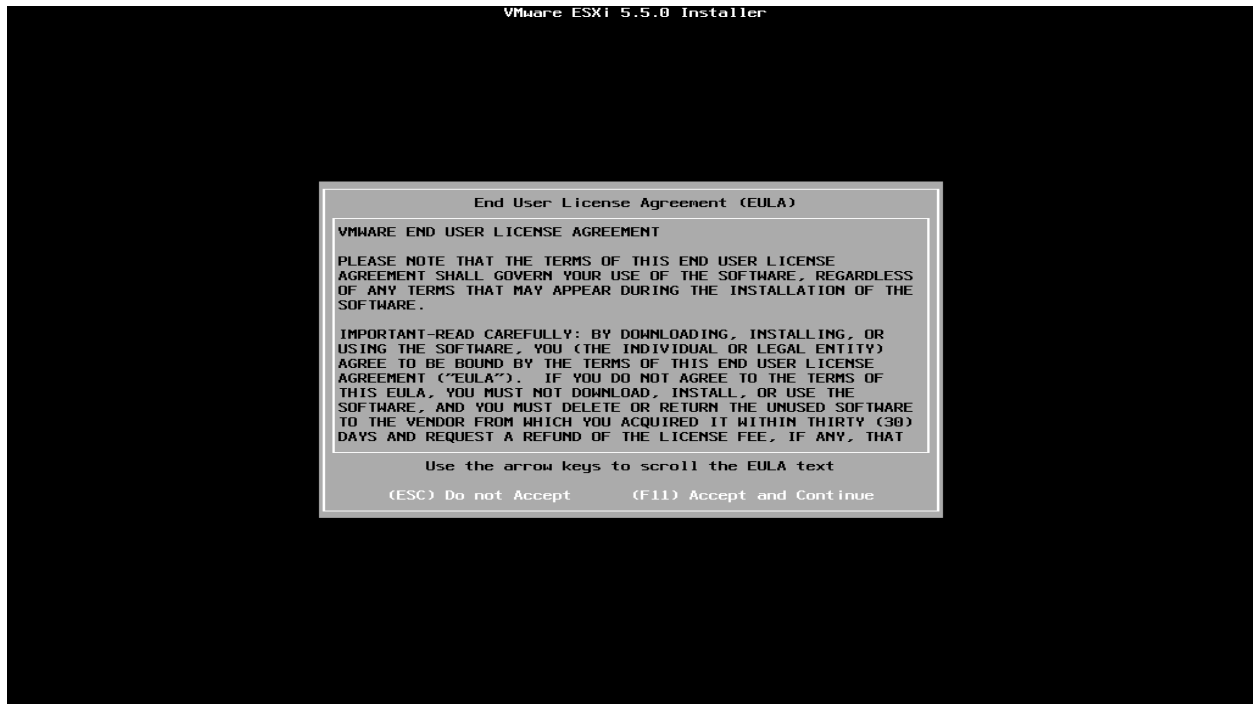 VMware ESXi 5.5.0 Installer
End User License Agreement (EULA)
VMWARE END USER LICENSE AGREEMENT
PLEASE NOTE THAT THE TERMS OF THIS END USER LICENSE
AGREEMENT SHALL GOVERN YOUR USE OF THE SOFTWARE, REGARDLESS
OF ANY TERMS THAT MAY APPEAR DURING THE INSTALLATION OF THE
SOFTWARE.
IMPORTANT-READ CAREFULLY: BY DOWNLOADING, INSTALLING, OR
USING THE SOFTWARE, YOU (THE INDIVIDUAL OR LEGAL ENTITY)
AGREE TO BE BOUND BY THE TERMS OF THIS END USER LICENSE
AGREEMENT ("EULA").  IF YOU DO NOT AGREE TO THE TERMS OF
THIS EULA, YOU MUST NOT DOWNLOAD, INSTALL, OR USE THE
SOFTWARE, AND YOU MUST DELETE OR RETURN THE UNUSED SOFTWARE
TO THE VENDOR FROM WHICH YOU ACQUIRED IT WITHIN THIRTY (30)
DAYS AND REQUEST A REFUND OF THE LICENSE FEE, IF ANY, THAT
Use the arrow keys to scroll the EULA text
(ESC) Do not Accept (F11) Accept and Continue